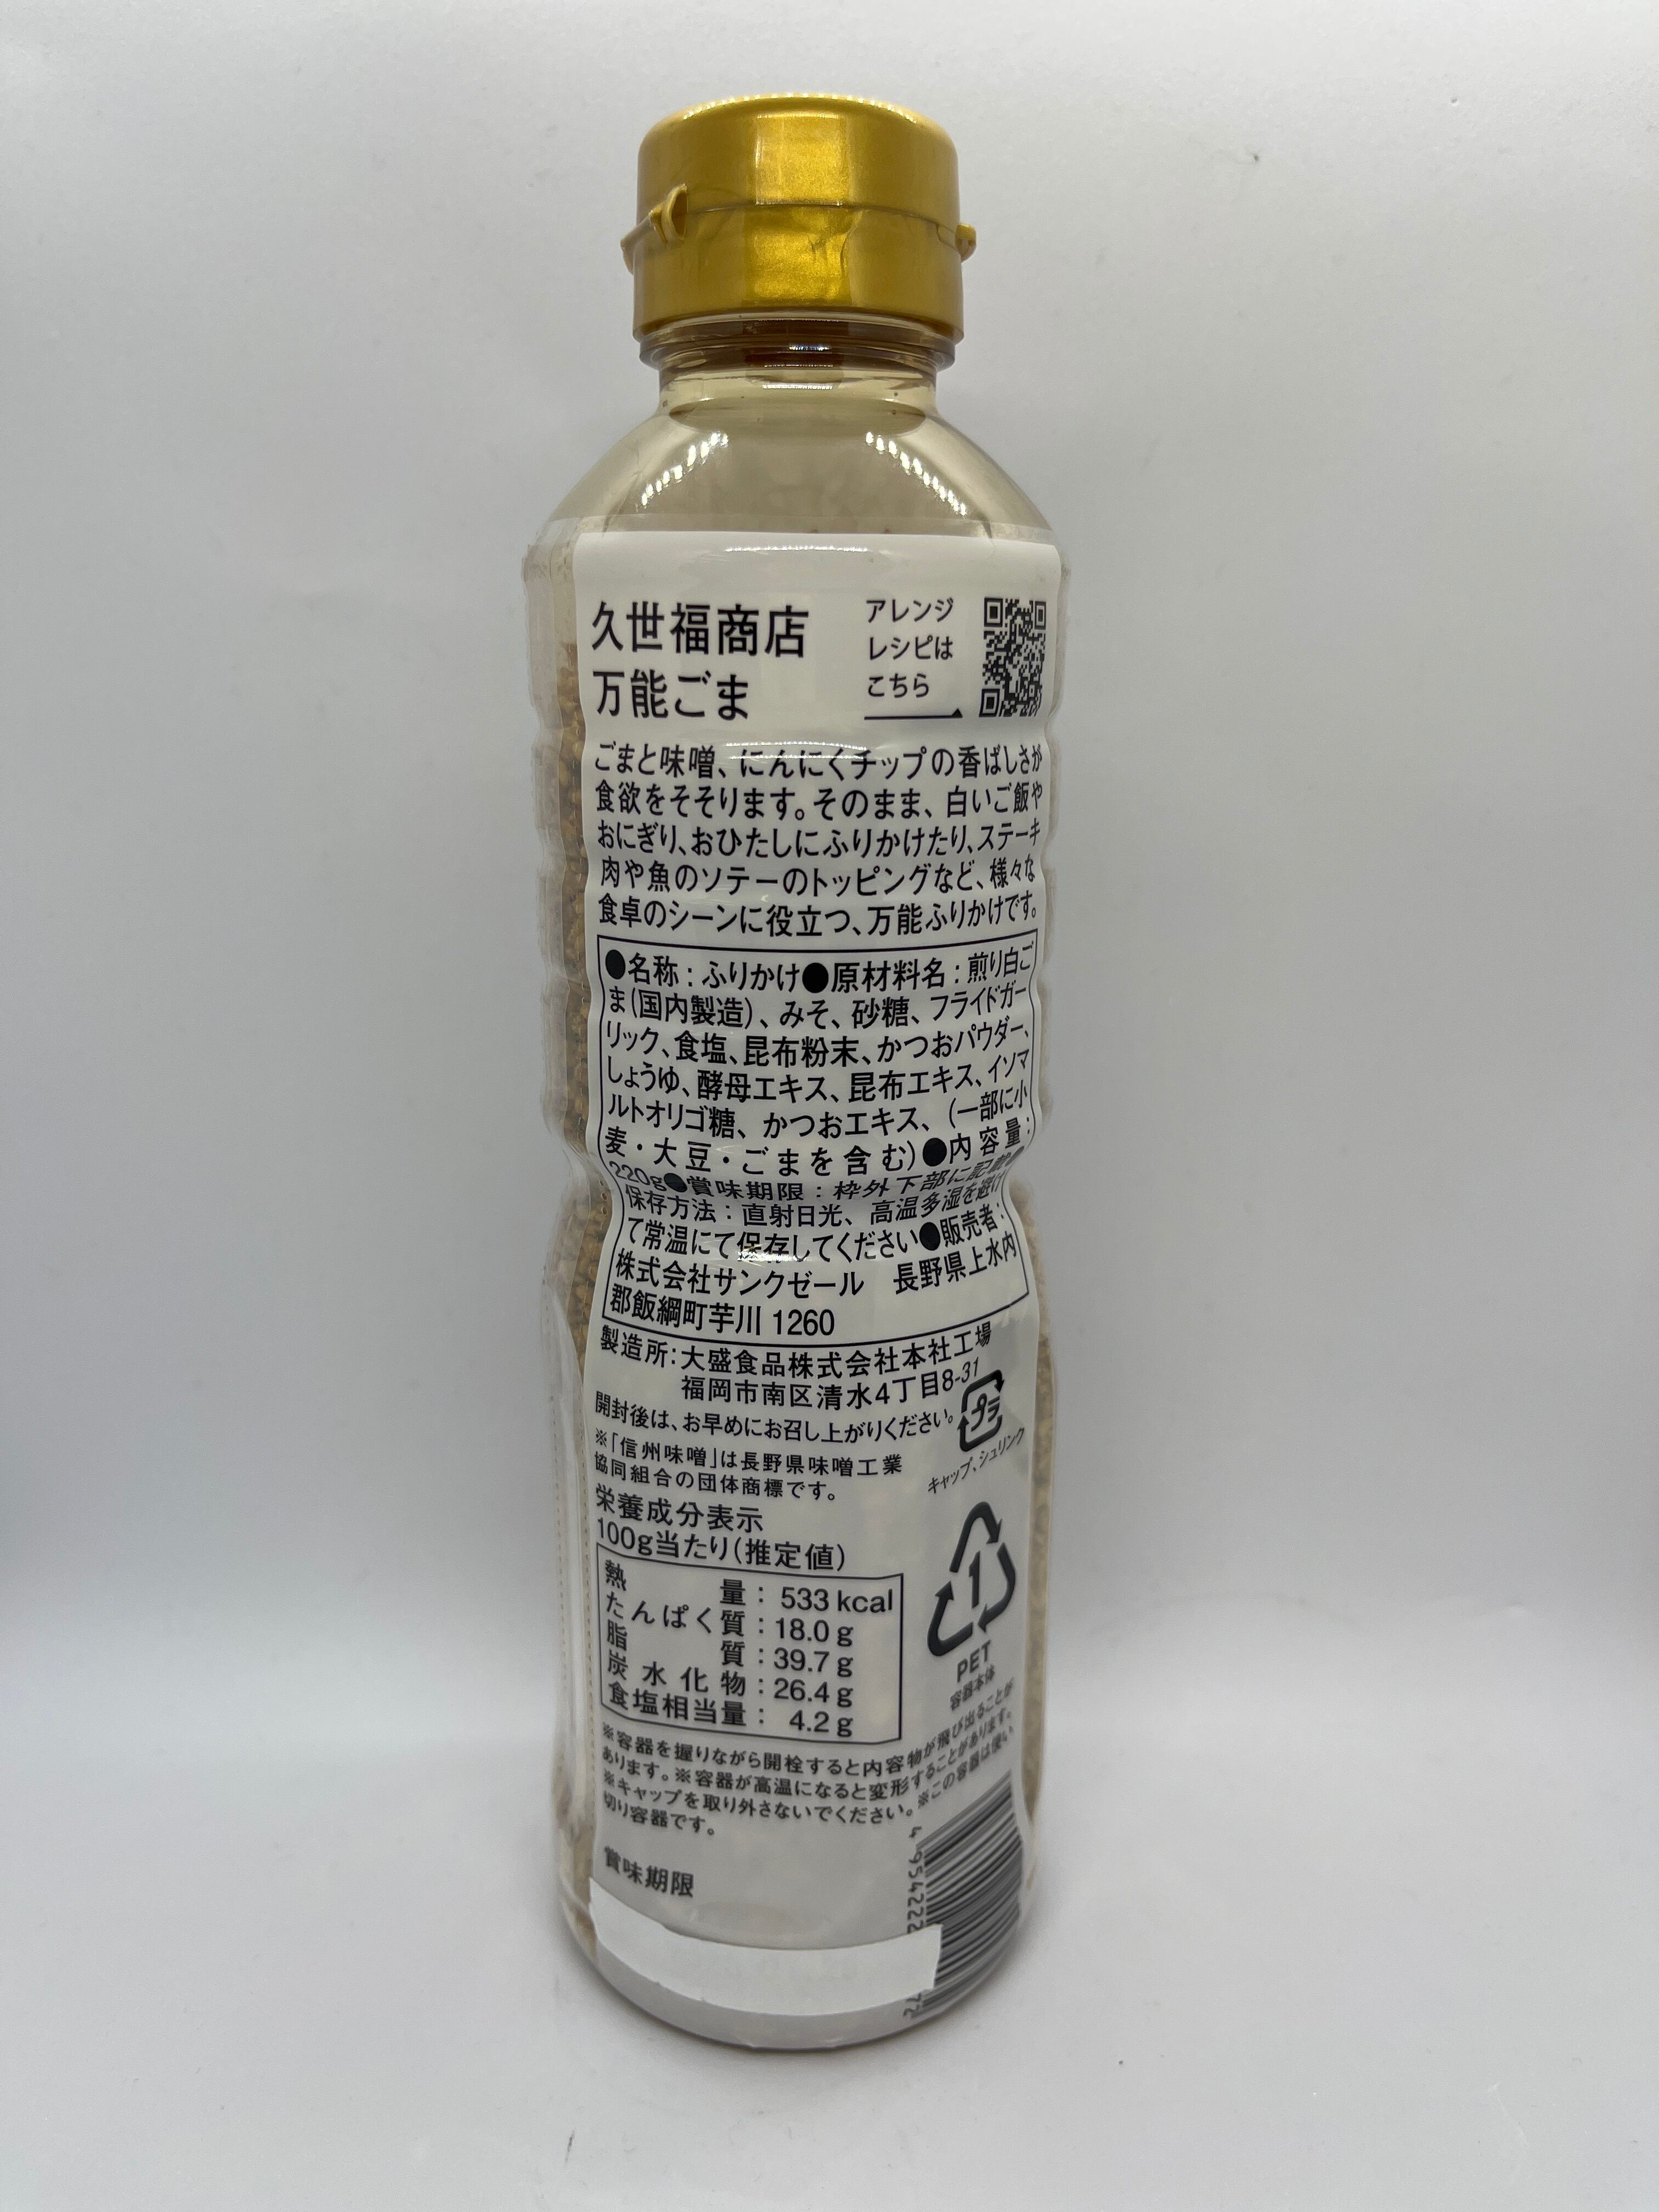 久世福商店
万能ごま
アレンジ
レシピは
こちら
ごまと味噌、にんにくチップの香ばしさが
食欲をそそります。そのまま、白いご飯や
おにぎり、おひたしにふりかけたり、ステーキ
肉や魚のソテーのトッピングなど、様々な
食卓のシーンに役立つ、万能ふりかけです。
●名称：ふりかけ●原材料名：煎り白ご
ま(国内製造)、みそ、砂糖、フライドガー
リック、食塩、昆布粉末、かつおパウダー、
しょうゆ、酵母エキス、昆布エキス、イソマ
ルトオリゴ糖、かつおエキス、(一部に小
麦・大豆・ごまを含む)●内容量：
220g●賞味期限：枠外下部に記載●
保存方法：直射日光、高温多湿を避け
て常温にて保存してください●販売者：
株式会社サンクゼール　長野県上水内
郡飯綱町芋川 1260
製造所：大盛食品株式会社本社工場
福岡市南区清水4丁目8-31
開封後は、お早めにお召し上がりください。
※「信州味噌」は長野県味噌工業
協同組合の団体商標です。
プラ
キャップ、シュリンク
栄養成分表示
100g当たり(推定値)
熱量：533kcal
たんぱく質：18.0g
脂質：39.7g
炭水化物：26.4g
食塩相当量：4.2g
1
PET
容器本体
※容器を握りながら開栓すると内容物が飛び出ることが
あります。※容器が高温になると変形することがあります。
※キャップを取り外さないでください。※この容器は使い
切り容器です。
賞味期限
4 954222